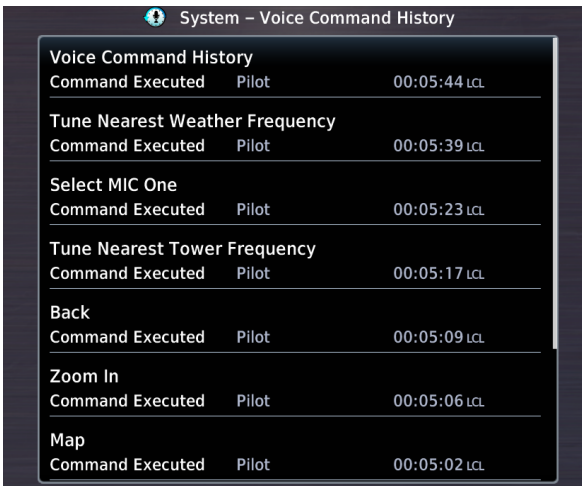 System – Voice Command History
Voice Command History
Command Executed Pilot 00:05:44 LCL
Tune Nearest Weather Frequency
Command Executed Pilot 00:05:39 LCL
Select MIC One
Command Executed Pilot 00:05:23 LCL
Tune Nearest Tower Frequency
Command Executed Pilot 00:05:17 LCL
Back
Command Executed Pilot 00:05:09 LCL
Zoom In
Command Executed Pilot 00:05:06 LCL
Map
Command Executed Pilot 00:05:02 LCL